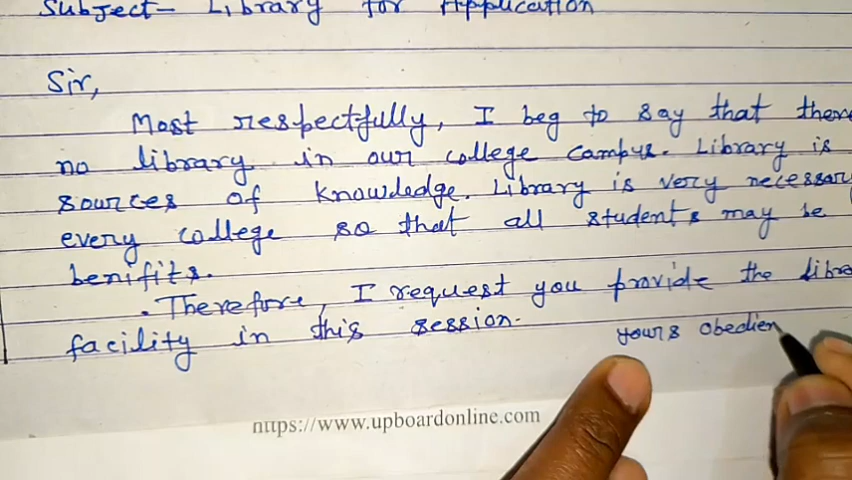 Subject- Library for Application
Sir,
Most respectfully, I beg to say that there
no library in our college campus. Library is
sources of knowledge. Library is very necessary
every college so that all students may be
benifits.
Therefore, I request you provide the libra
facility in this session.
yours obedien
https://www.upboardonline.com